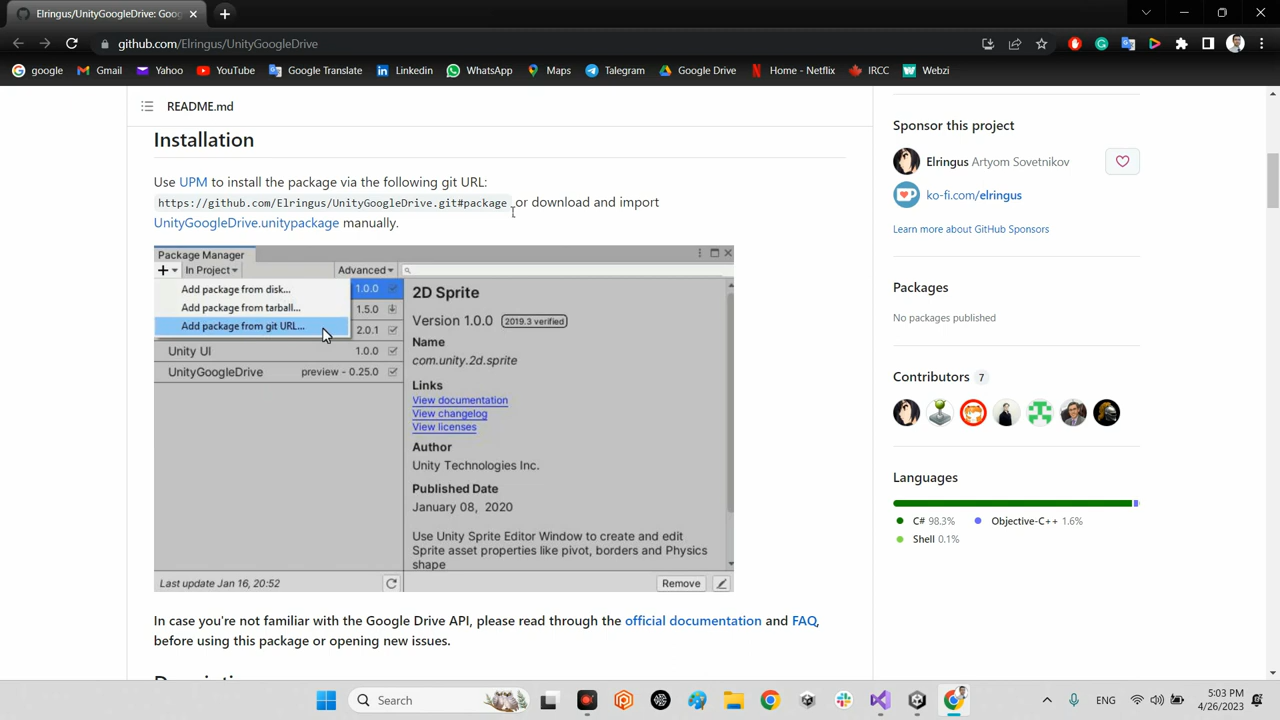 Elringus/UnityGoogleDrive: Goog
github.com/Elringus/UnityGoogleDrive
google
Gmail
Yahoo
YouTube
Google Translate
Linkedin
WhatsApp
Maps
Telegram
Google Drive
Home - Netflix
IRCC
Webzi
README.md
Installation
Use UPM to install the package via the following git URL:
https://github.com/Elringus/UnityGoogleDrive.git#package or download and import
UnityGoogleDrive.unitypackage manually.
Package Manager
In Project
Advanced
Add package from disk...
1.0.0
Add package from tarball...
1.5.0
Add package from git URL...
2.0.1
Unity UI
1.0.0
UnityGoogleDrive
preview - 0.25.0
2D Sprite
Version 1.0.0
2019.3 verified
Name
com.unity.2d.sprite
Links
View documentation
View changelog
View licenses
Author
Unity Technologies Inc.
Published Date
January 08, 2020
Use Unity Sprite Editor Window to create and edit
Sprite asset properties like pivot, borders and Physics
shape
Last update Jan 16, 20:52
Remove
In case you're not familiar with the Google Drive API, please read through the official documentation and FAQ,
before using this package or opening new issues.
Sponsor this project
Elringus Artyom Sovetnikov
ko-fi.com/elringus
Learn more about GitHub Sponsors
Packages
No packages published
Contributors 7
Languages
C# 98.3%
Objective-C++ 1.6%
Shell 0.1%
Search
ENG
5:03 PM
4/26/2023